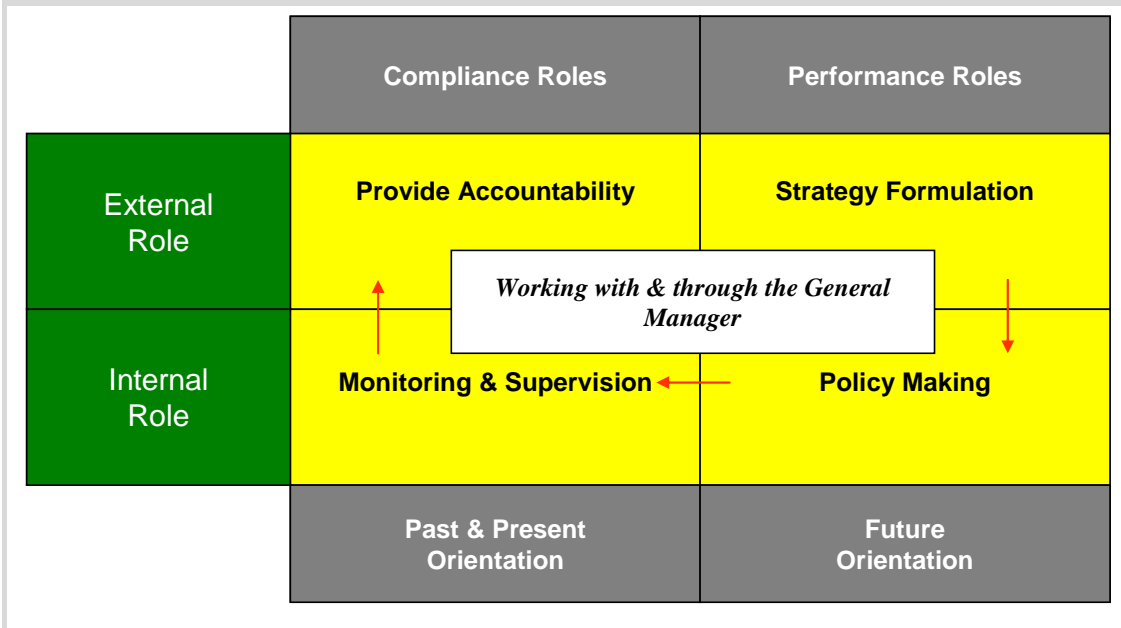 Compliance Roles
Performance Roles
External
Role
Provide Accountability
Strategy Formulation
Working with & through the General
Manager
Internal
Role
Monitoring & Supervision
Policy Making
Past & Present
Orientation
Future
Orientation